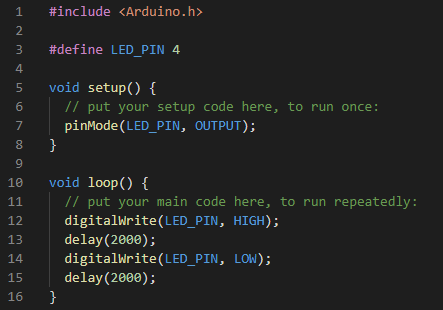 1 #include <Arduino.h>
2
3 #define LED_PIN 4
4
5 void setup() {
6   // put your setup code here, to run once:
7   pinMode(LED_PIN, OUTPUT);
8 }
9
10 void loop() {
11   // put your main code here, to run repeatedly:
12   digitalWrite(LED_PIN, HIGH);
13   delay(2000);
14   digitalWrite(LED_PIN, LOW);
15   delay(2000);
16 }